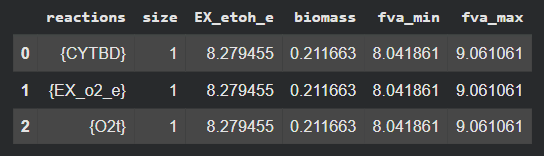 reactions size EX_etoh_e biomass fva_min fva_max
0 {CYTBD} 1 8.279455 0.211663 8.041861 9.061061
1 {EX_o2_e} 1 8.279455 0.211663 8.041861 9.061061
2 {O2t} 1 8.279455 0.211663 8.041861 9.061061